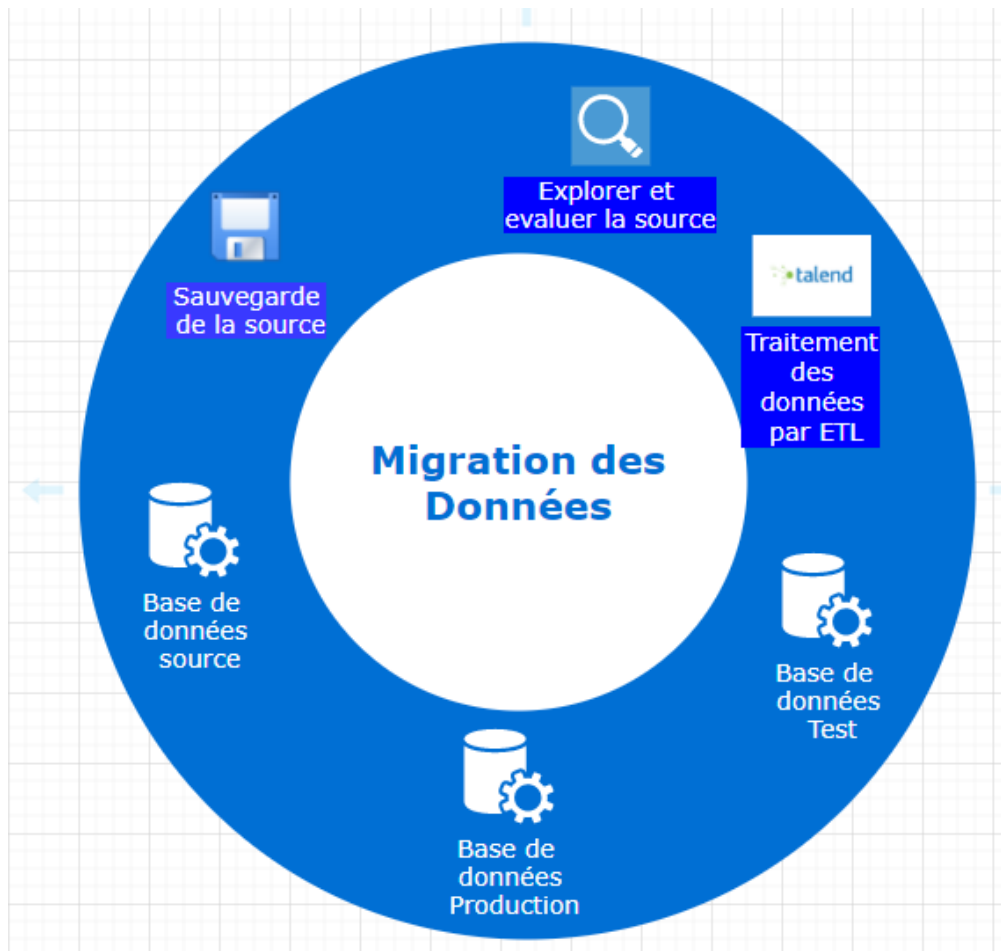 Explorer et
evaluer la source
Sauvegarde
de la source
talend
Traitement
des
données
par ETL
Migration des
Données
Base de
données
source
Base de
données
Test
Base de
données
Production